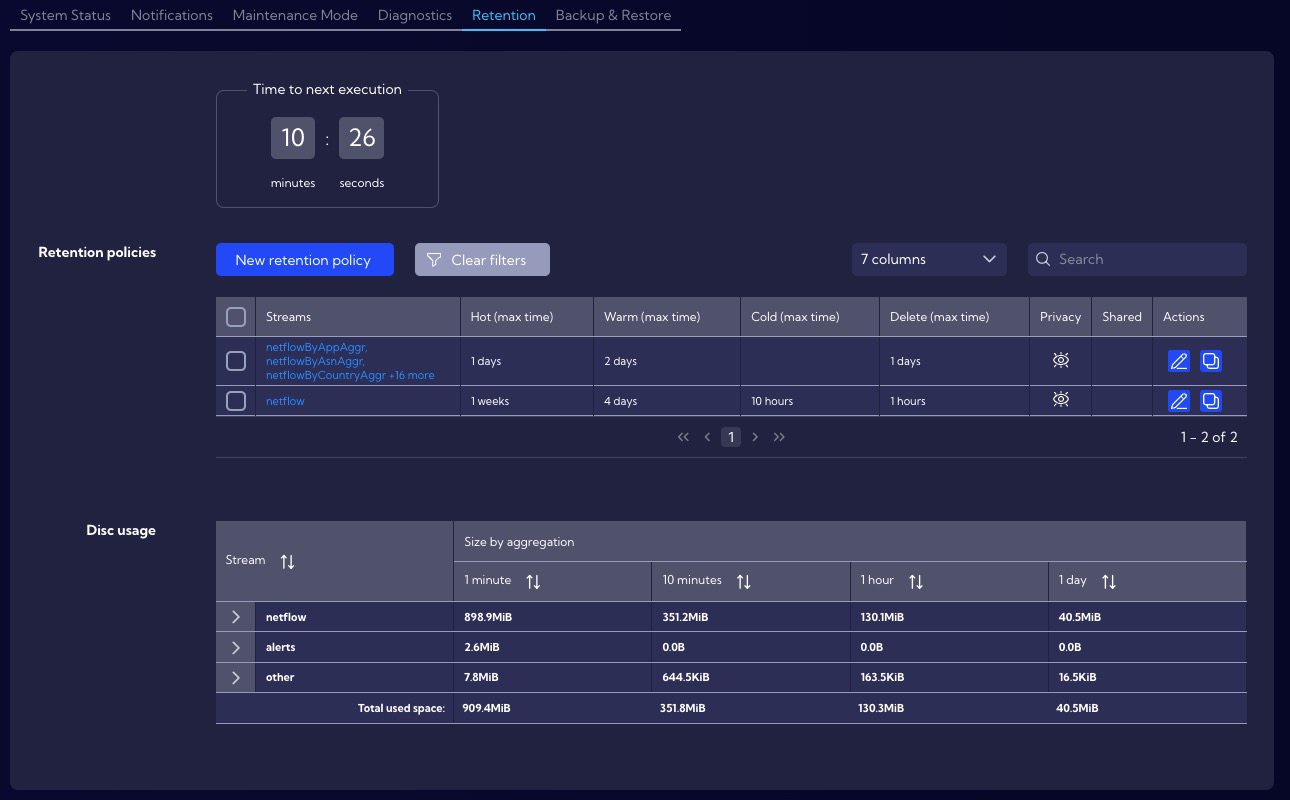 System Status Notifications Maintenance Mode Diagnostics Retention Backup & Restore
Time to next execution
10 : 26
minutes seconds
Retention policies New retention policy Clear filters 7 columns Search
Streams Hot (max time) Warm (max time) Cold (max time) Delete (max time) Privacy Shared Actions
netflowByAppAggr,
netflowByAsnAggr,
netflowByCountryAggr +16 more 1 days 2 days 1 days
netflow 1 weeks 4 days 10 hours 1 hours
« ‹ 1 › » 1 - 2 of 2
Disc usage
Size by aggregation
Stream
1 minute 10 minutes 1 hour 1 day
netflow 898.9MiB 351.2MiB 130.1MiB 40.5MiB
alerts 2.6MiB 0.0B 0.0B 0.0B
other 7.8MiB 644.5KiB 163.5KiB 16.5KiB
Total used space: 909.4MiB 351.8MiB 130.3MiB 40.5MiB